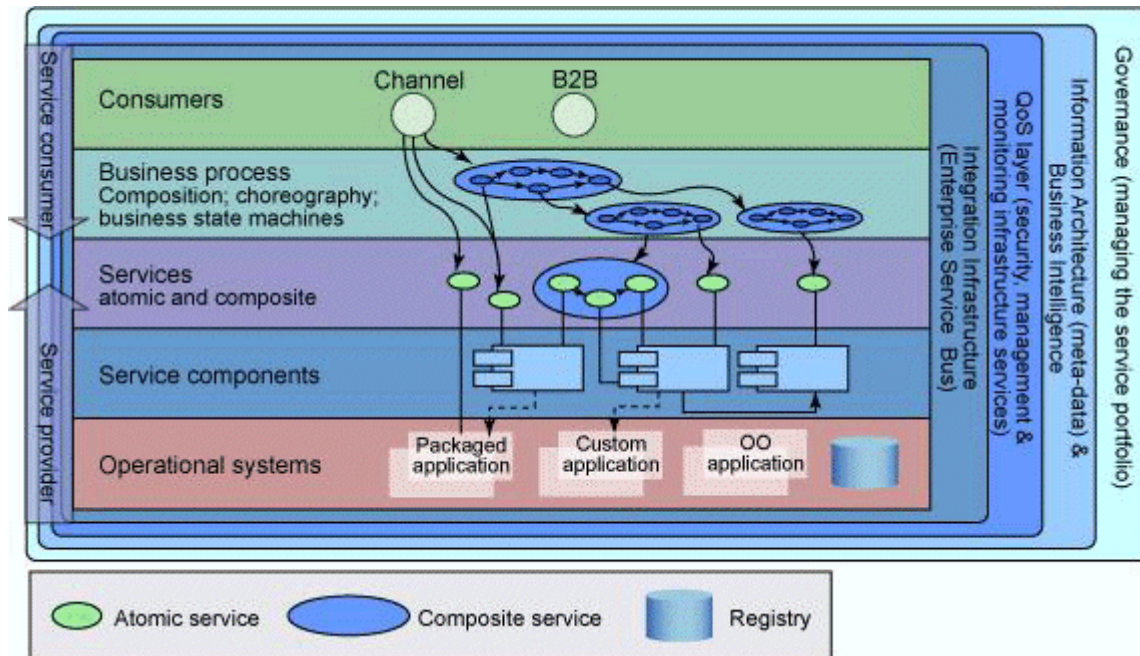 Channel
B2B
Consumers
Business process
Composition; choreography;
business state machines
Services
atomic and composite
Service components
Operational systems
Packaged
application
Custom
application
OO
application
Service consumer
Service provider
Integration Infrastructure
(Enterprise Service Bus)
QoS layer (security, management &
monitoring infrastructure services)
Information Architecture (meta-data) &
Business Intelligence
Governance (managing the service portfolio)
Atomic service
Composite service
Registry